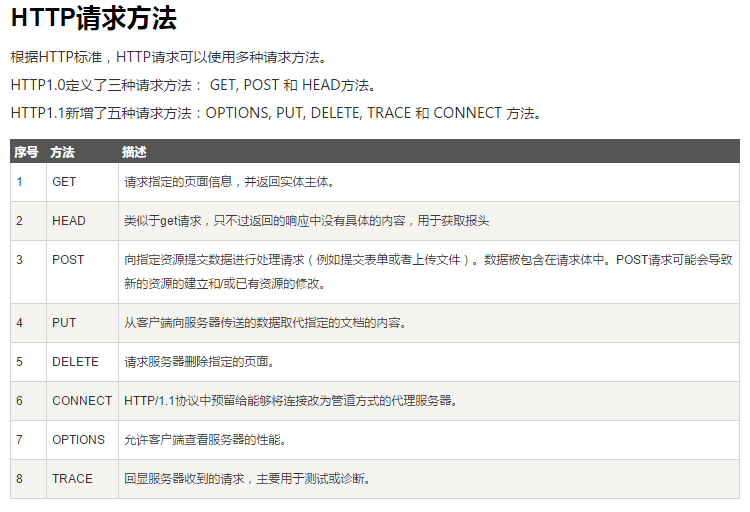 HTTP请求方法
根据HTTP标准，HTTP请求可以使用多种请求方法。
HTTP1.0定义了三种请求方法： GET, POST 和 HEAD方法。
HTTP1.1新增了五种请求方法：OPTIONS, PUT, DELETE, TRACE 和 CONNECT 方法。
序号 方法 描述
1 GET 请求指定的页面信息，并返回实体主体。
2 HEAD 类似于get请求，只不过返回的响应中没有具体的内容，用于获取报头
3 POST 向指定资源提交数据进行处理请求（例如提交表单或者上传文件）。数据被包含在请求体中。POST请求可能会导致
新的资源的建立和/或已有资源的修改。
4 PUT 从客户端向服务器传送的数据取代指定的文档的内容。
5 DELETE 请求服务器删除指定的页面。
6 CONNECT HTTP/1.1协议中预留给能够将连接改为管道方式的代理服务器。
7 OPTIONS 允许客户端查看服务器的性能。
8 TRACE 回显服务器收到的请求，主要用于测试或诊断。